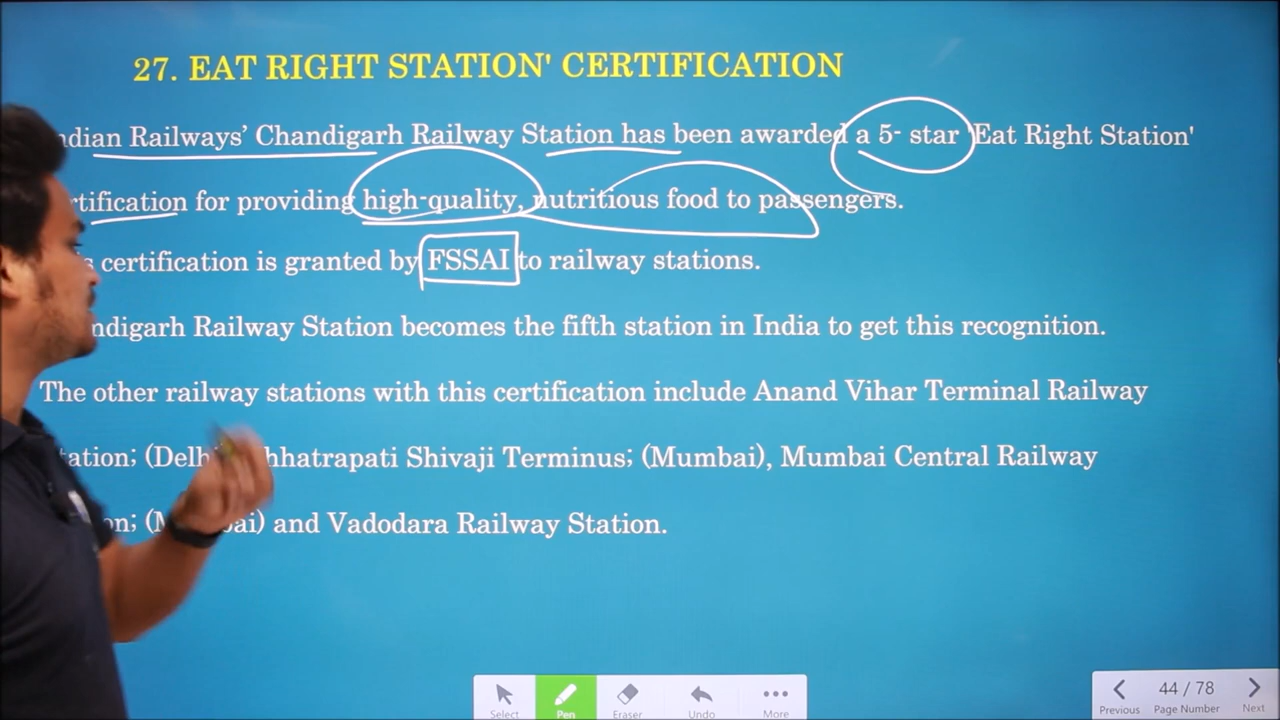 27. EAT RIGHT STATION' CERTIFICATION
ndian Railways’ Chandigarh Railway Station has been awarded a 5- star 'Eat Right Station'
rtification for providing high-quality, nutritious food to passengers.
s certification is granted by FSSAI to railway stations.
ndigarh Railway Station becomes the fifth station in India to get this recognition.
The other railway stations with this certification include Anand Vihar Terminal Railway
tation; (Delhi hhatrapati Shivaji Terminus; (Mumbai), Mumbai Central Railway
on; (M bai) and Vadodara Railway Station.
Select Pen Eraser Undo More
Previous 44 / 78 Page Number Next